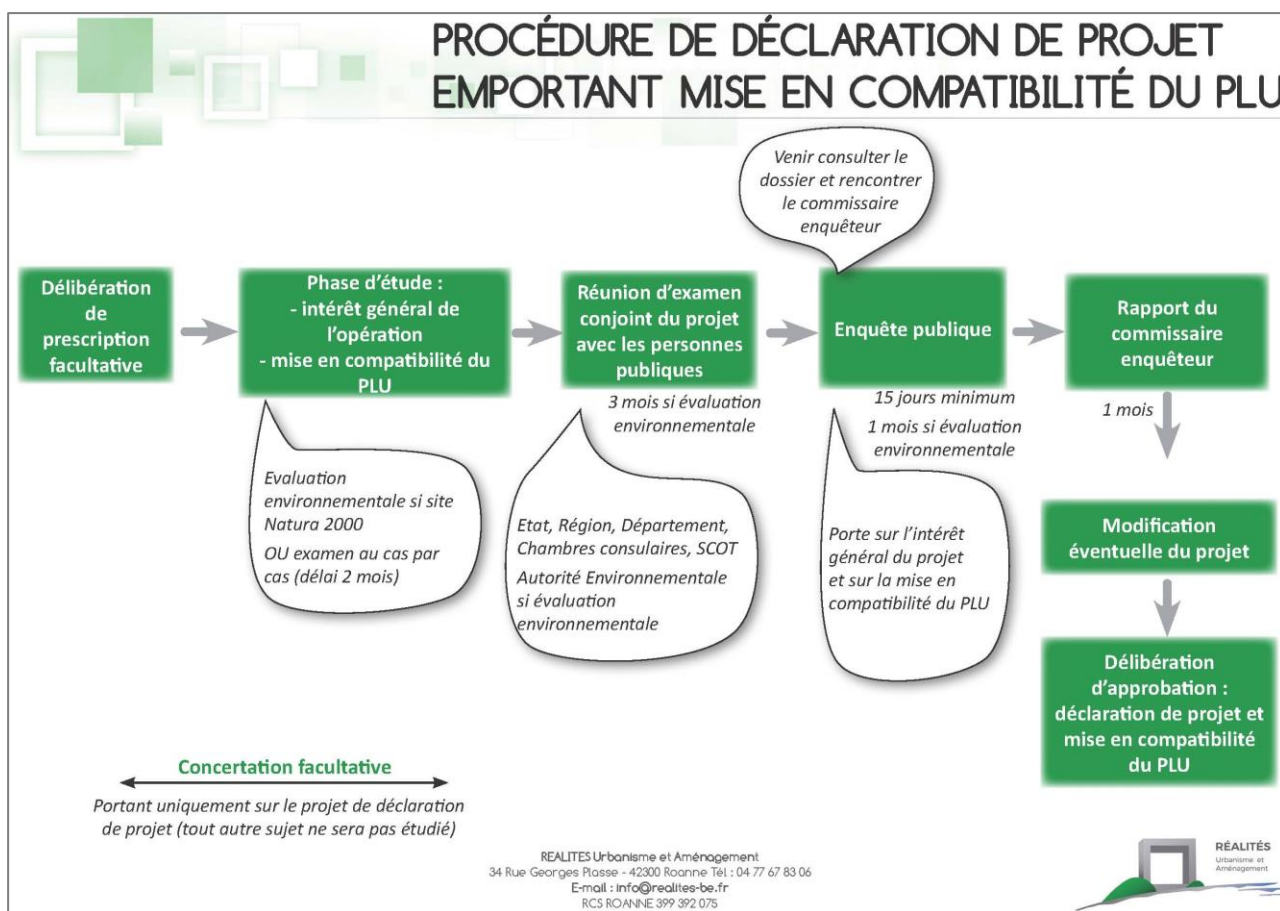 PROCÉDURE DE DÉCLARATION DE PROJET
EMPORTANT MISE EN COMPATIBILITÉ DU PLU
Venir consulter le
dossier et rencontrer
le commissaire
enquêteur
Délibération
de
prescription
facultative
Phase d’étude :
- intérêt général de
l’opération
- mise en compatibilité du
PLU
Réunion d’examen
conjoint du projet
avec les personnes
publiques
Enquête publique
Rapport du
commissaire
enquêteur
3 mois si évaluation
environnementale
15 jours minimum
1 mois si évaluation
environnementale
1 mois
Evaluation
environnementale si site
Natura 2000
OU examen au cas par
cas (délai 2 mois)
Etat, Région, Département,
Chambres consulaires, SCOT
Autorité Environnementale
si évaluation
environnementale
Porte sur l’intérêt
général du projet
et sur la mise en
compatibilité du PLU
Modification
éventuelle du projet
Délibération
d’approbation :
déclaration de projet et
mise en compatibilité
du PLU
Concertation facultative
Portant uniquement sur le projet de déclaration
de projet (tout autre sujet ne sera pas étudié)
REALITES Urbanisme et Aménagement
34 Rue Georges Plasse - 42300 Roanne Tél : 04 77 67 83 06
E-mail : info@realites-be.fr
RCS ROANNE 399 392 075
RÉALITÉS
Urbanisme et
Aménagement